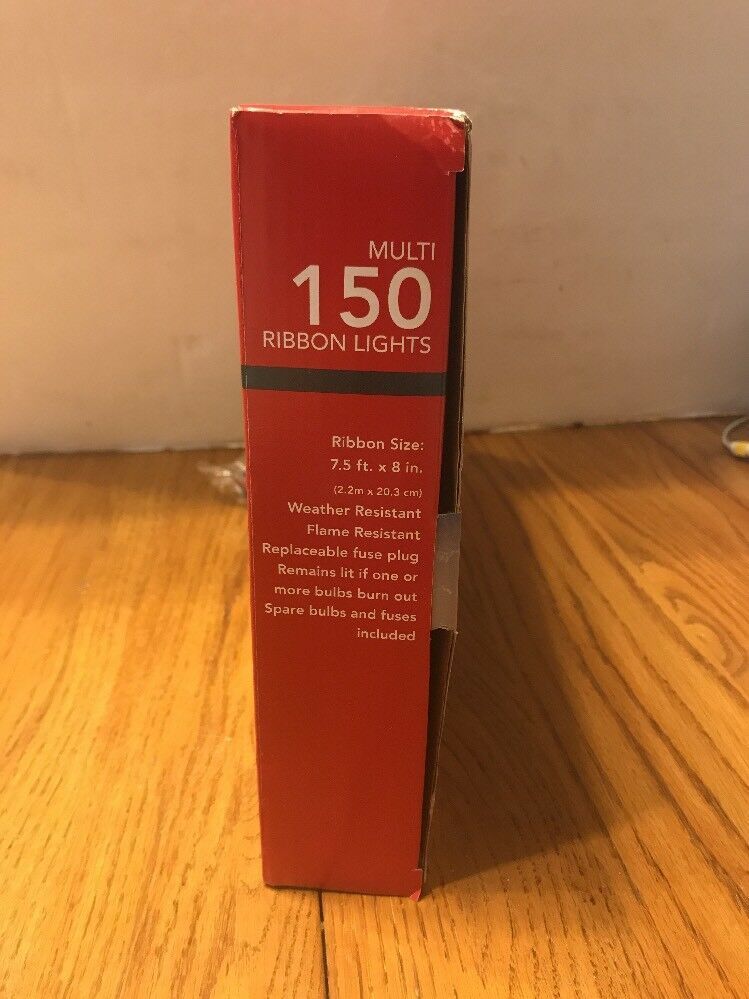 MULTI
150
RIBBON LIGHTS
Ribbon Size:
7.5 ft. x 8 in.
(2.2m x 20.3 cm)
Weather Resistant
Flame Resistant
Replaceable fuse plug
Remains lit if one or
more bulbs burn out
Spare bulbs and fuses
included